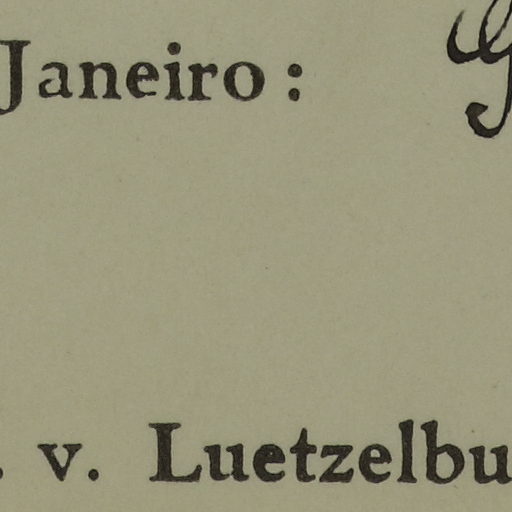 Janeiro:
. v. Luetzelbu